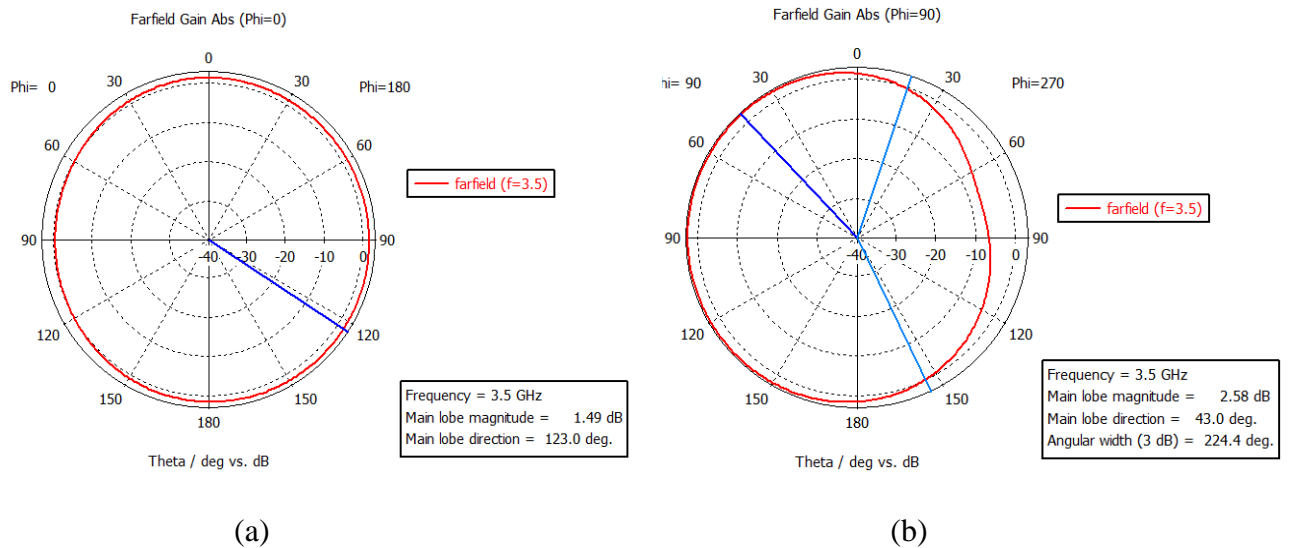 Farfield Gain Abs (Phi=0)
Phi= 0
30
0
30
Phi=180
60
60
90
-40
-30
-20
-10
0
90
120
120
150
180
150
farfield (f=3.5)
Frequency = 3.5 GHz
Main lobe magnitude = 1.49 dB
Main lobe direction = 123.0 deg.
Theta / deg vs. dB
(a)
Farfield Gain Abs (Phi=90)
hi= 90
30
0
30
Phi=270
60
60
90
-40
-30
-20
-10
0
90
120
120
150
180
150
farfield (f=3.5)
Frequency = 3.5 GHz
Main lobe magnitude = 2.58 dB
Main lobe direction = 43.0 deg.
Angular width (3 dB) = 224.4 deg.
Theta / deg vs. dB
(b)